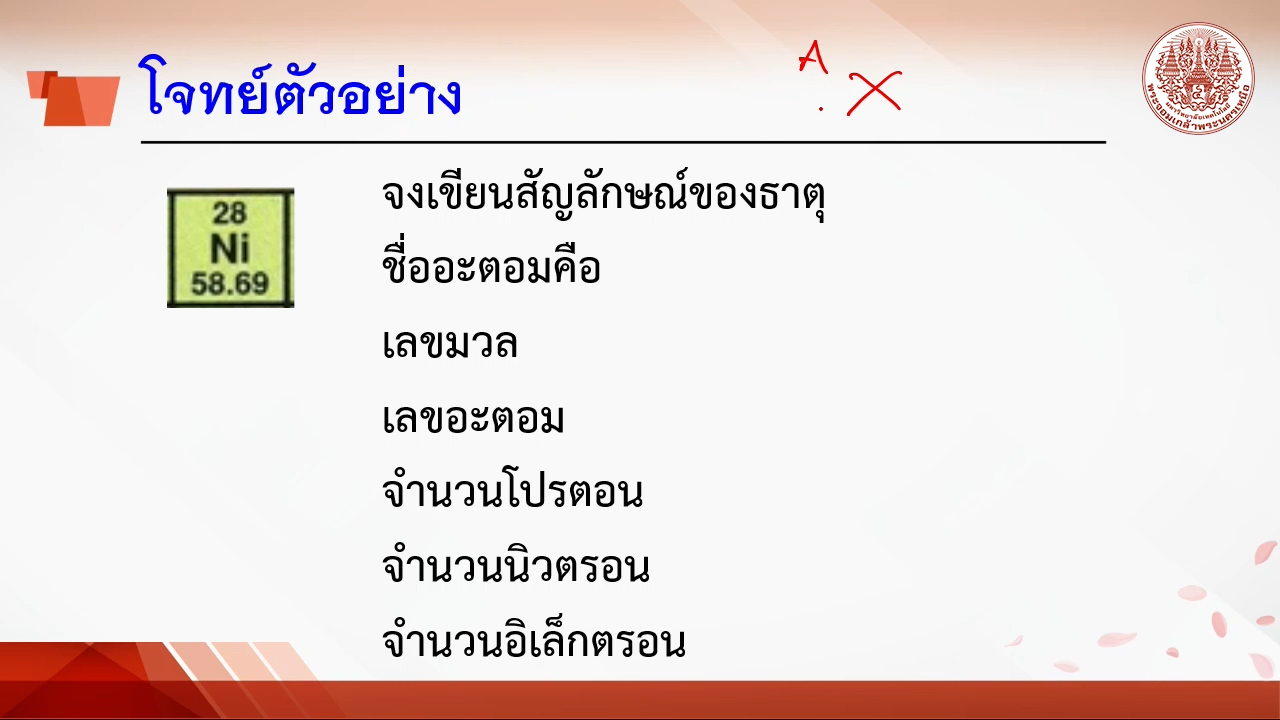 โจทย์ตัวอย่าง
A
X
28
Ni
58.69
จงเขียนสัญลักษณ์ของธาตุ
ชื่ออะตอมคือ
เลขมวล
เลขอะตอม
จำนวนโปรตอน
จำนวนนิวตรอน
จำนวนอิเล็กตรอน